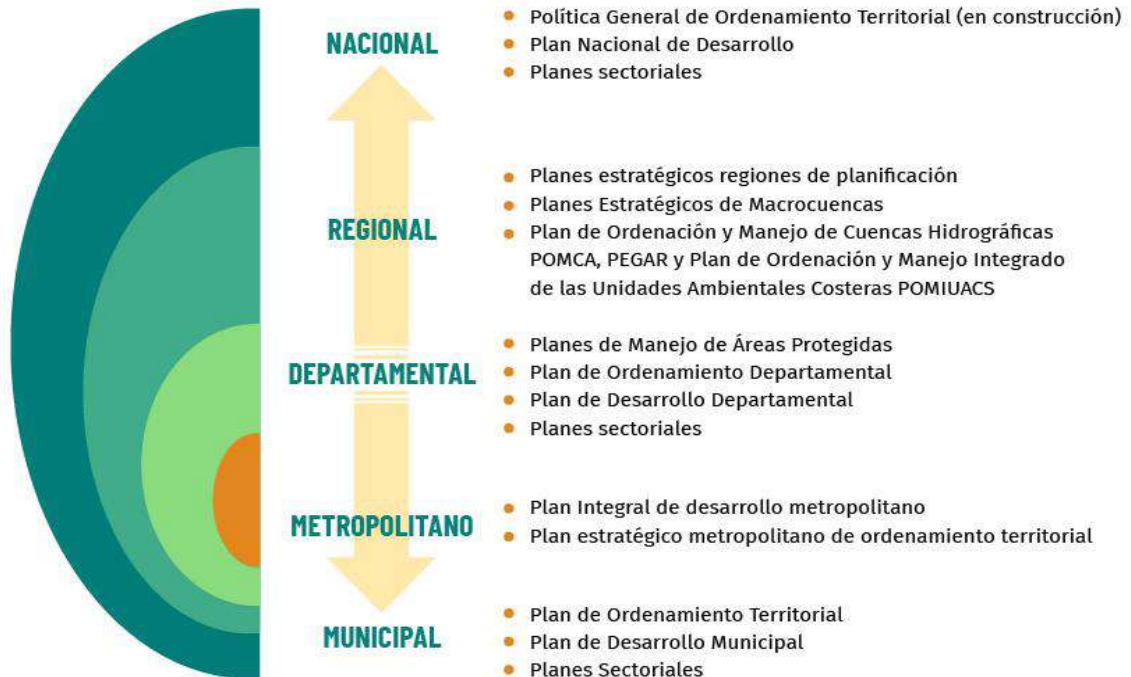 NACIONAL
Política General de Ordenamiento Territorial (en construcción)
Plan Nacional de Desarrollo
Planes sectoriales
REGIONAL
Planes estratégicos regiones de planificación
Planes Estratégicos de Macrocuencas
Plan de Ordenación y Manejo de Cuencas Hidrográficas
POMCA, PEGAR y Plan de Ordenación y Manejo Integrado
de las Unidades Ambientales Costeras POMIUACS
DEPARTAMENTAL
Planes de Manejo de Áreas Protegidas
Plan de Ordenamiento Departamental
Plan de Desarrollo Departamental
Planes sectoriales
METROPOLITANO
Plan Integral de desarrollo metropolitano
Plan estratégico metropolitano de ordenamiento territorial
MUNICIPAL
Plan de Ordenamiento Territorial
Plan de Desarrollo Municipal
Planes Sectoriales